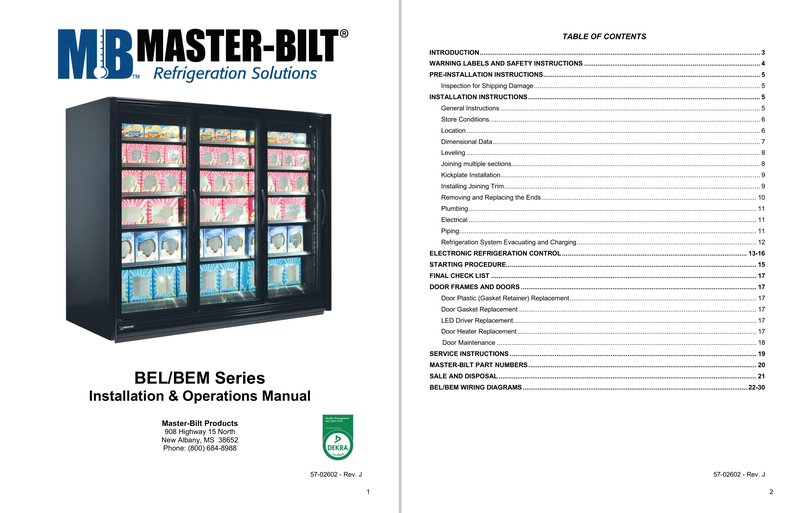 MB™ MASTER-BILT®
Refrigeration Solutions
BEL/BEM Series
Installation & Operations Manual
Master-Bilt Products
908 Highway 15 North
New Albany, MS 38652
Phone: (800) 684-8988
DEKRA
57-02602 - Rev. J
1
TABLE OF CONTENTS
INTRODUCTION ... 3
WARNING LABELS AND SAFETY INSTRUCTIONS ... 4
PRE-INSTALLATION INSTRUCTIONS ... 5
Inspection for Shipping Damage ... 5
INSTALLATION INSTRUCTIONS ... 5
General Instructions ... 5
Store Conditions ... 6
Location ... 6
Dimensional Data ... 7
Leveling ... 8
Joining multiple sections ... 8
Kickplate Installation ... 9
Installing Joining Trim ... 9
Removing and Replacing the Ends ... 10
Plumbing ... 11
Electrical ... 11
Piping ... 11
Refrigeration System Evacuating and Charging ... 12
ELECTRONIC REFRIGERATION CONTROL ... 13-16
STARTING PROCEDURE ... 15
FINAL CHECK LIST ... 17
DOOR FRAMES AND DOORS ... 17
Door Plastic (Gasket Retainer) Replacement ... 17
Door Gasket Replacement ... 17
LED Driver Replacement ... 17
Door Heater Replacement ... 17
Door Maintenance ... 18
SERVICE INSTRUCTIONS ... 19
MASTER-BILT PART NUMBERS ... 20
SALE AND DISPOSAL ... 21
BEL/BEM WIRING DIAGRAMS ... 22-30
57-02602 - Rev. J
2